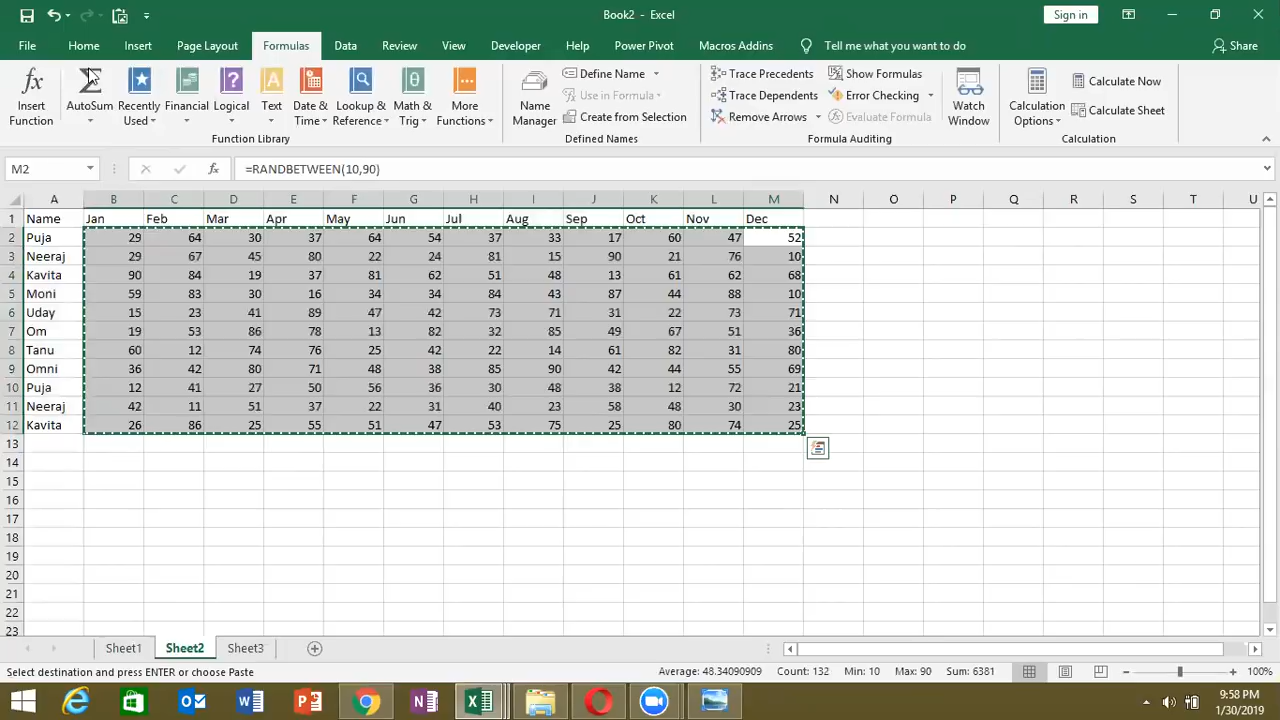 Book2 - Excel
Sign in
File Home Insert Page Layout Formulas Data Review View Developer Help Power Pivot Macros Addins Tell me what you want to do Share
Insert Function
AutoSum
Recently Used
Financial
Logical
Text
Date & Time
Lookup & Reference
Math & Trig
More Functions
Function Library
Name Manager
Define Name
Use in Formula
Create from Selection
Defined Names
Trace Precedents
Trace Dependents
Remove Arrows
Show Formulas
Error Checking
Evaluate Formula
Formula Auditing
Watch Window
Calculation Options
Calculate Now
Calculate Sheet
Calculation
M2 fx =RANDBETWEEN(10,90)
A B C D E F G H I J K L M N O P Q R S T U
1 Name Jan Feb Mar Apr May Jun Jul Aug Sep Oct Nov Dec
2 Puja 29 64 30 37 64 54 37 33 17 60 47 52
3 Neeraj 29 67 45 80 22 24 81 15 90 21 76 10
4 Kavita 90 84 19 37 81 62 51 48 13 61 62 68
5 Moni 59 83 30 16 34 34 84 43 87 44 88 10
6 Uday 15 23 41 89 47 42 73 71 31 22 73 71
7 Om 19 53 86 78 13 82 32 85 49 67 51 36
8 Tanu 60 12 74 76 25 42 22 14 61 82 31 80
9 Omni 36 42 80 71 48 38 85 90 42 44 55 69
10 Puja 12 41 27 50 56 36 30 48 38 12 72 21
11 Neeraj 42 11 51 37 22 31 40 23 58 48 30 23
12 Kavita 26 86 25 55 51 47 53 75 25 80 74 25
13
14
15
16
17
18
19
20
21
22
23
Sheet1 Sheet2 Sheet3
Select destination and press ENTER or choose Paste Average: 48.34090909 Count: 132 Min: 10 Max: 90 Sum: 6381 100%
9:58 PM
1/30/2019